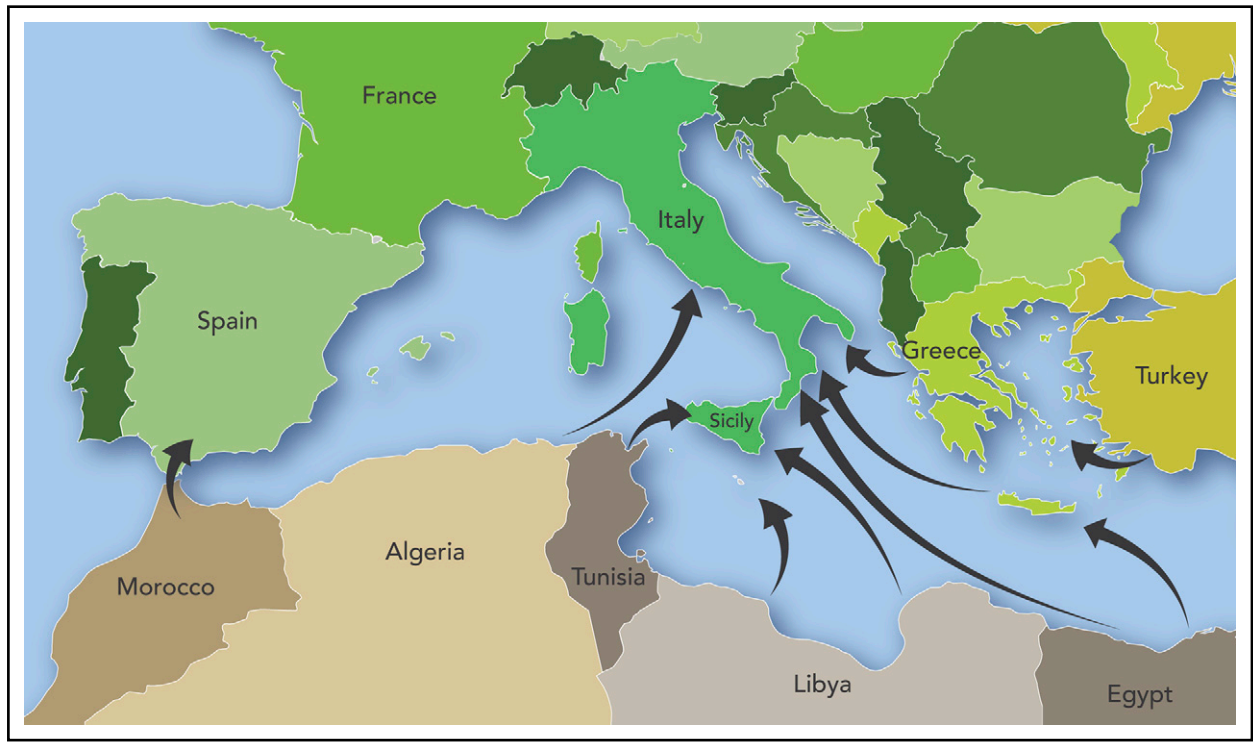 France
Italy
Spain
Greece
Turkey
Sicily
Algeria
Tunisia
Morocco
Libya
Egypt